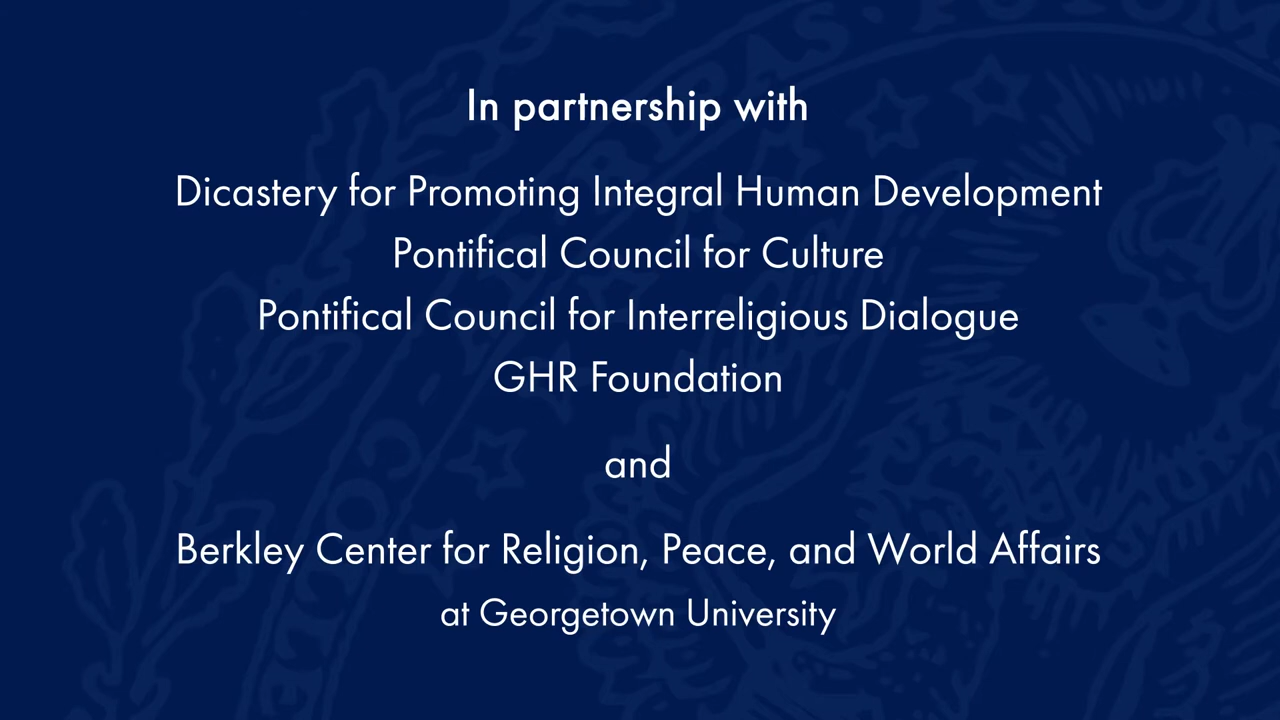 In partnership with
Dicastery for Promoting Integral Human Development
Pontifical Council for Culture
Pontifical Council for Interreligious Dialogue
GHR Foundation
and
Berkley Center for Religion, Peace, and World Affairs
at Georgetown University